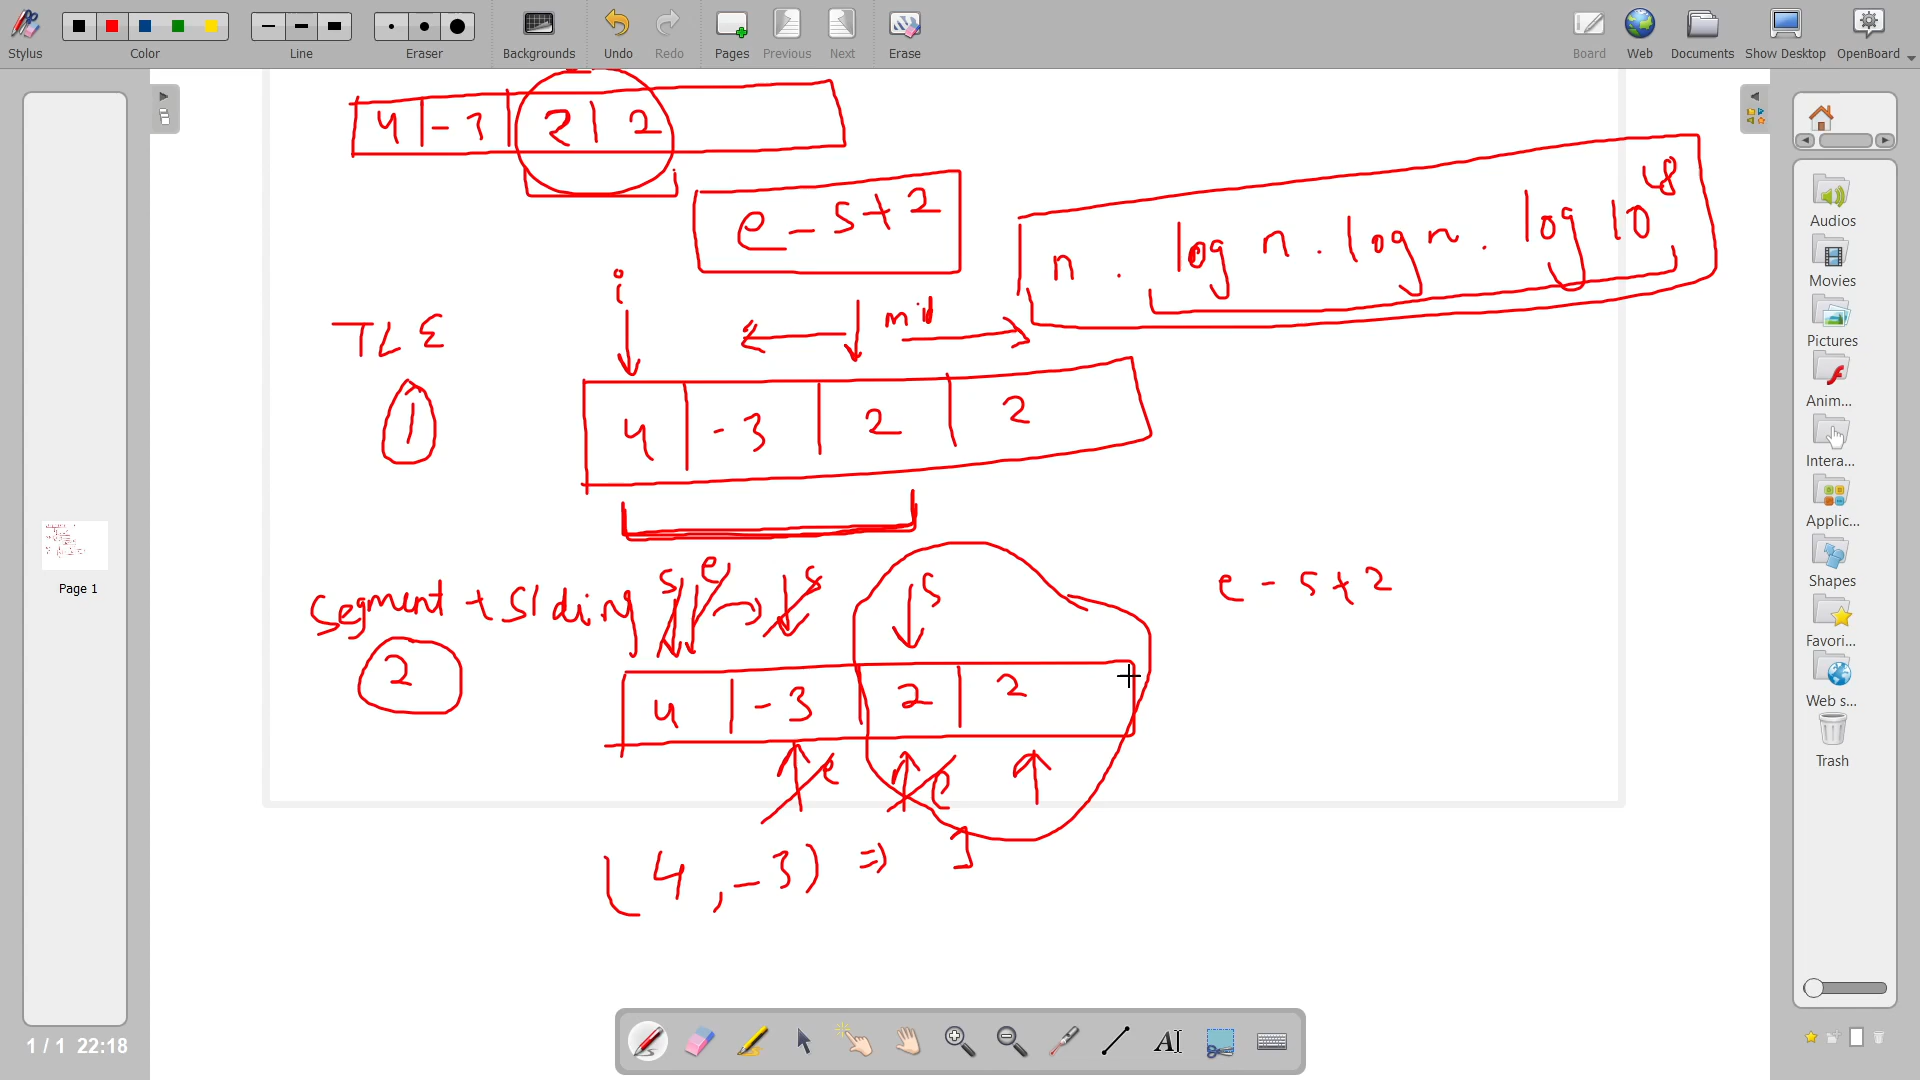 Stylus
Color
Line
Eraser
Backgrounds
Undo
Redo
Pages
Previous
Next
Erase
Board
Web
Documents
Show Desktop
OpenBoard
4 -3 2 2
e - s + 2
n . log n . log n . log 10^18
i
mid
TLE
1
4 -3 2 2
segment + sliding
s e s s
e - s + 2
2
4 -3 2 2
e e
(4, -3) => 1
Page 1
1 / 1 22:18
Audios
Movies
Pictures
Anim...
Intera...
Applic...
Shapes
Favori...
Web s...
Trash
AI